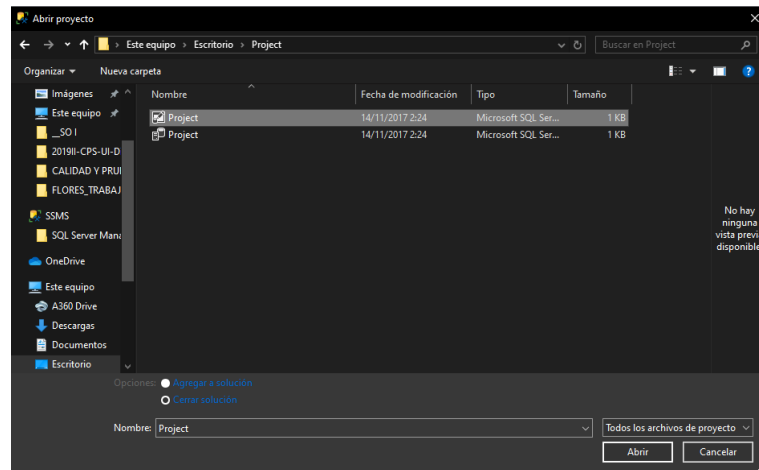 Abrir proyecto
Este equipo > Escritorio > Project
Buscar en Project
Organizar
Nueva carpeta
Imágenes
Este equipo
__SO I
2019II-CPS-UI-D
CALIDAD Y PRUI
FLORES_TRABAJ
SSMS
SQL Server Mana
OneDrive
Este equipo
A360 Drive
Descargas
Documentos
Escritorio
Nombre
Fecha de modificación
Tipo
Tamaño
Project
14/11/2017 2:24
Microsoft SQL Ser...
1 KB
Project
14/11/2017 2:24
Microsoft SQL Ser...
1 KB
No hay
ninguna
vista previ
disponible
Opciones:
Agregar a solución
Cerrar solución
Nombre:
Project
Todos los archivos de proyecto
Abrir
Cancelar